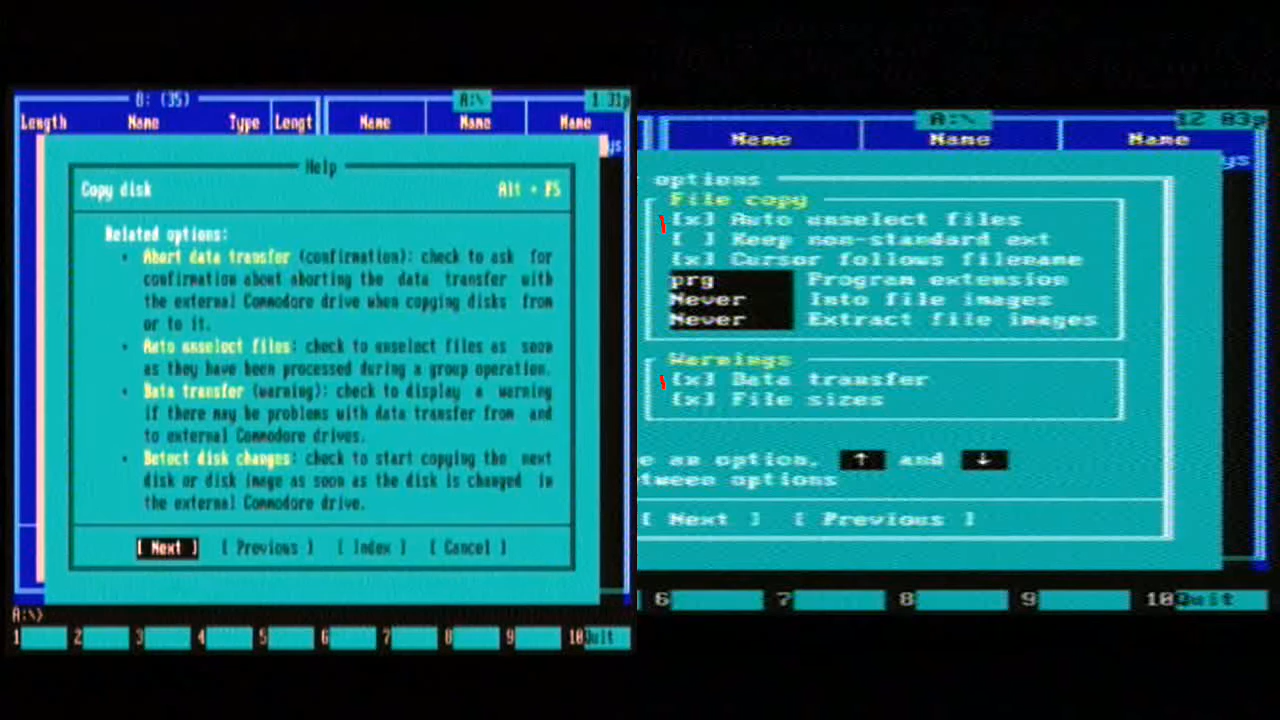 B: (35)
A:\
1 31p
Length Name Type Lengt Name Name Name
ys
Help
Copy disk Alt + F5
Related options:
• Abort data transfer (confirmation): check to ask for
confirmation about aborting the data transfer with
the external Commodore drive when copying disks from
or to it.
• Auto unselect files: check to unselect files as soon
as they have been processed during a group operation.
• Data transfer (warning): check to display a warning
if there may be problems with data transfer from and
to external Commodore drives.
• Detect disk changes: check to start copying the next
disk or disk image as soon as the disk is changed in
the external Commodore drive.
[ Next ] [ Previous ] [ Index ] [ Cancel ]
A:\>
1 2 3 4 5 6 7 8 9 10Quit
A:\
12 03p
Name Name Name
ys
options
File copy
[x] Auto unselect files
[ ] Keep non-standard ext
[x] Cursor follows filename
prg Program extension
Never Into file images
Never Extract file images
Warnings
[x] Data transfer
[x] File sizes
e an option, ↑ and ↓
tween options
[ Next ] [ Previous ]
6 7 8 9 10Quit